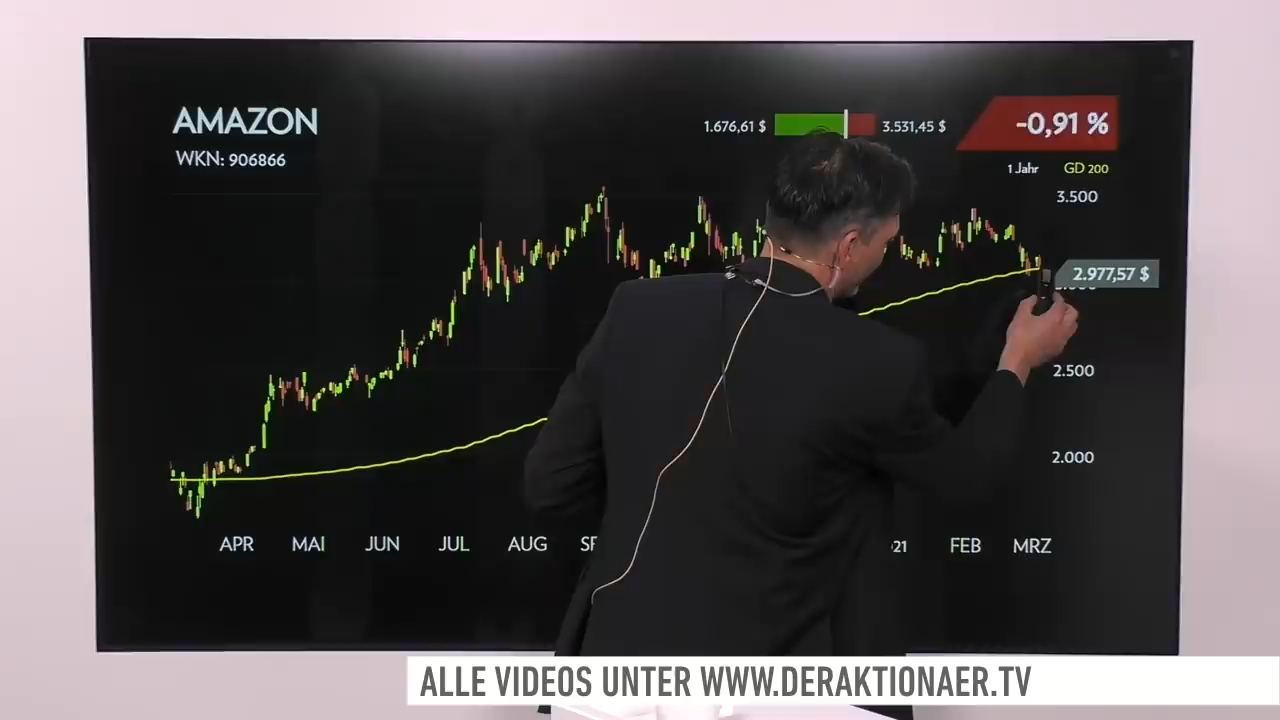 AMAZON
WKN: 906866
1.676,61 $
3.531,45 $
-0,91 %
1 Jahr GD 200
3.500
2.977,57 $
2.500
2.000
APR MAI JUN JUL AUG 21 FEB MRZ
ALLE VIDEOS UNTER WWW.DERAKTIONAER.TV